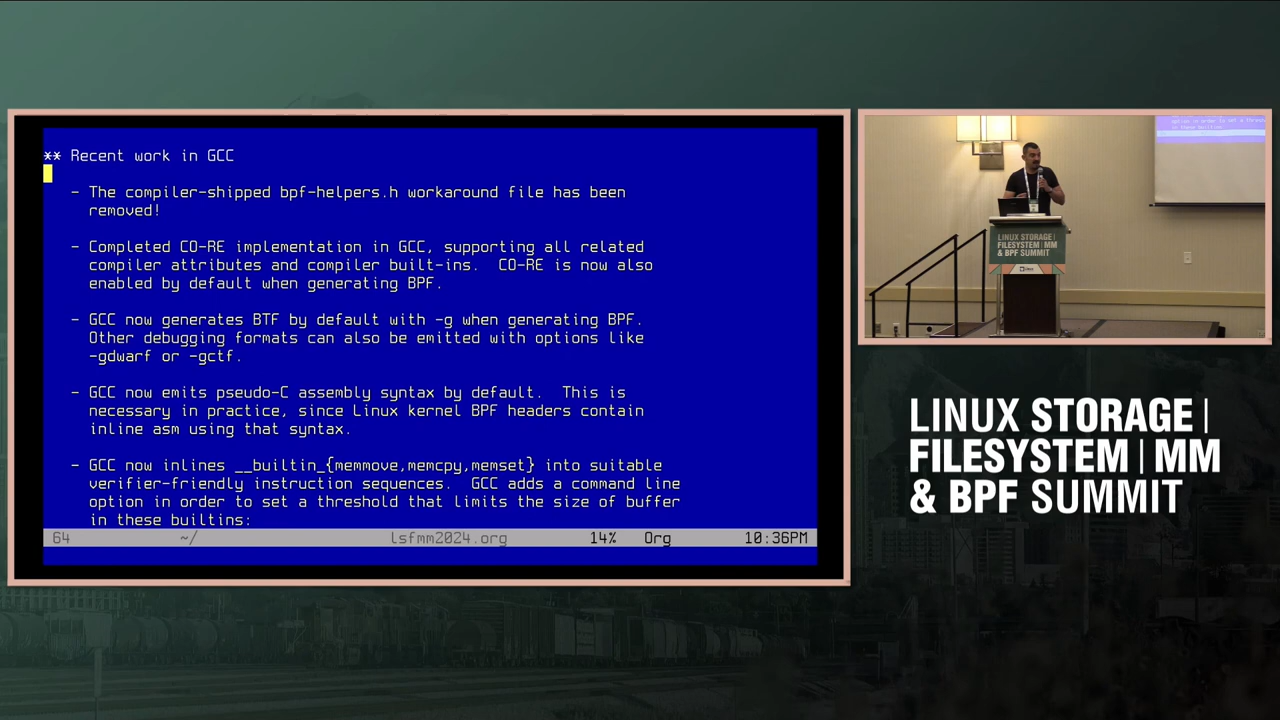 ** Recent work in GCC
- The compiler-shipped bpf-helpers.h workaround file has been
removed!
- Completed CO-RE implementation in GCC, supporting all related
compiler attributes and compiler built-ins.  CO-RE is now also
enabled by default when generating BPF.
- GCC now generates BTF by default with -g when generating BPF.
Other debugging formats can also be emitted with options like
-gdwarf or -gctf.
- GCC now emits pseudo-C assembly syntax by default.  This is
necessary in practice, since Linux kernel BPF headers contain
inline asm using that syntax.
- GCC now inlines __builtin_{memmove,memcpy,memset} into suitable
verifier-friendly instruction sequences.  GCC adds a command line
option in order to set a threshold that limits the size of buffer
in these builtins:
64 ~/ lsfmm2024.org 14% Org 10:36PM
LINUX STORAGE|
FILESYSTEM|MM
& BPF SUMMIT
LINUX STORAGE|
FILESYSTEM|MM
& BPF SUMMIT